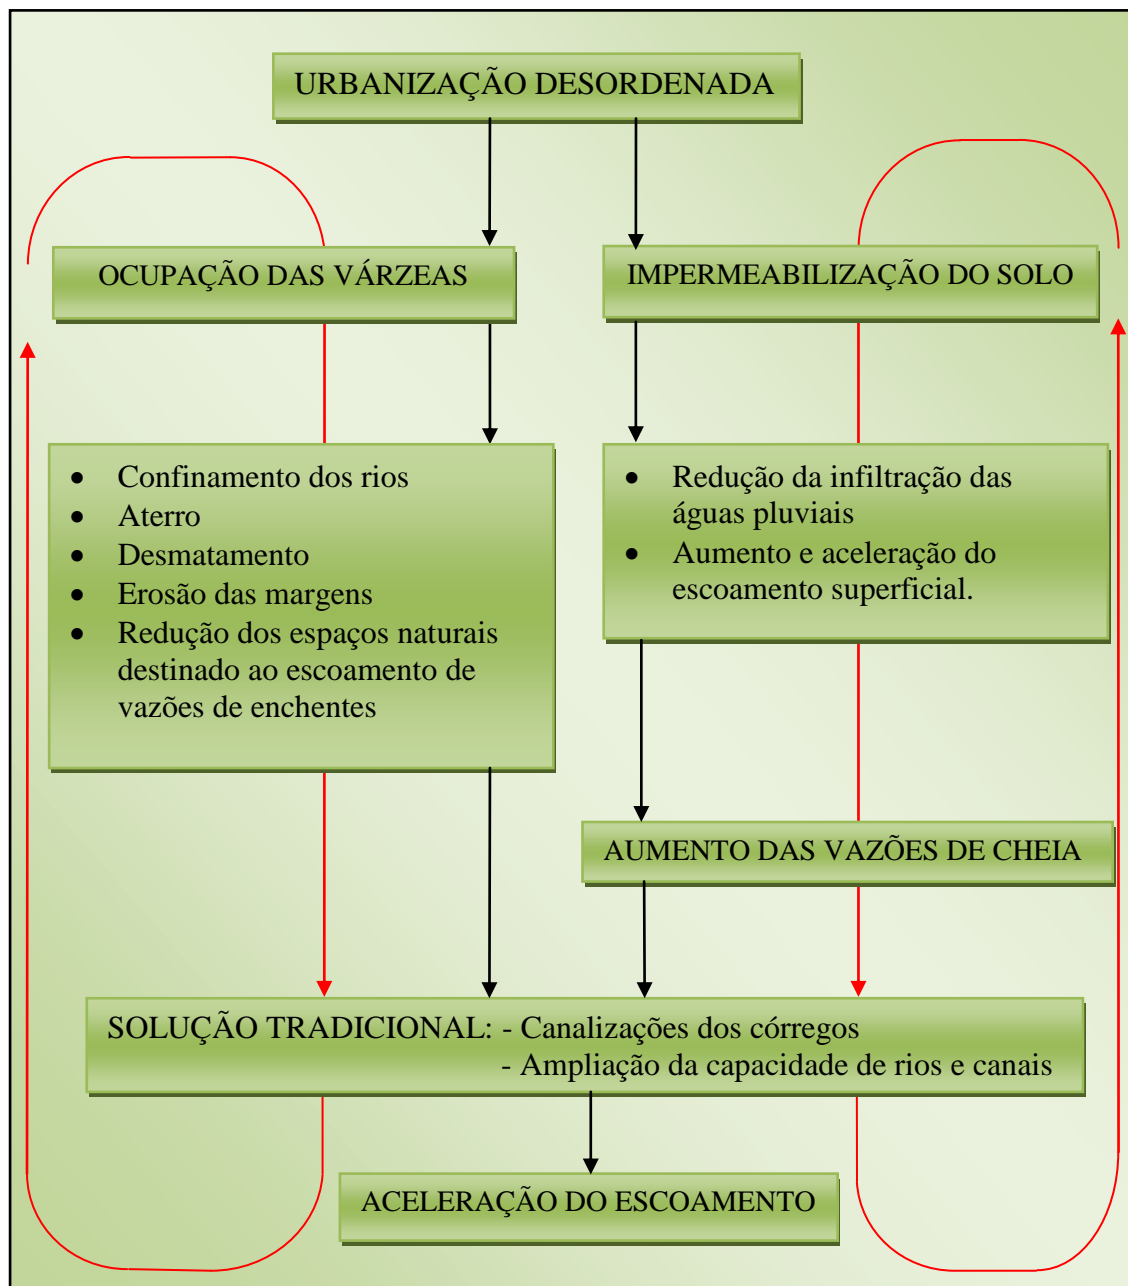 URBANIZAÇÃO DESORDENADA
OCUPAÇÃO DAS VÁRZEAS
IMPERMEABILIZAÇÃO DO SOLO
• Confinamento dos rios
• Aterro
• Desmatamento
• Erosão das margens
• Redução dos espaços naturais
destinado ao escoamento de
vazões de enchentes
• Redução da infiltração das
águas pluviais
• Aumento e aceleração do
escoamento superficial.
AUMENTO DAS VAZÕES DE CHEIA
SOLUÇÃO TRADICIONAL: - Canalizações dos córregos
- Ampliação da capacidade de rios e canais
ACELERAÇÃO DO ESCOAMENTO